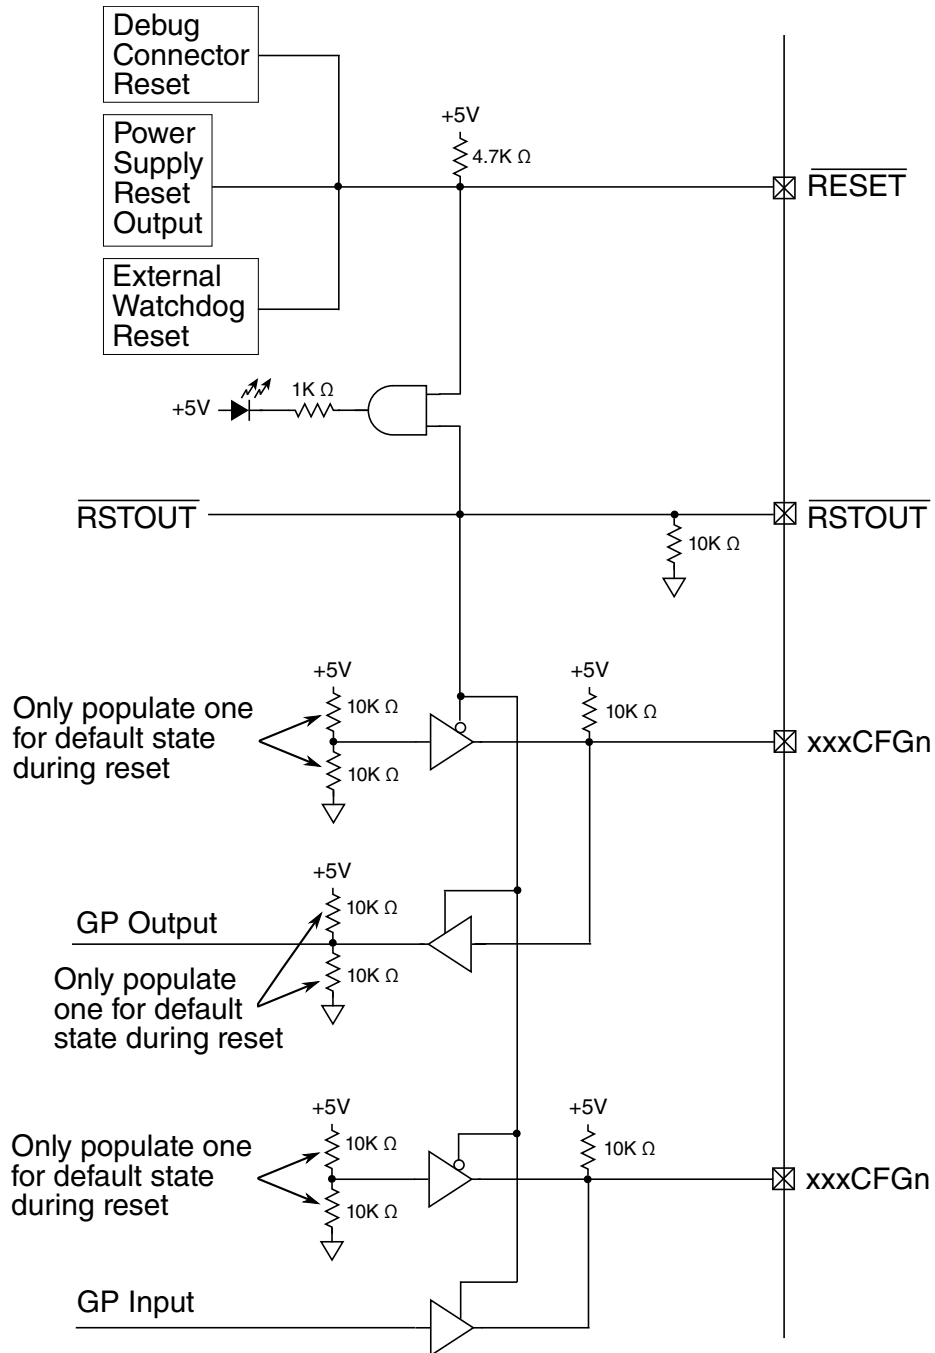 Debug
Connector
Reset
Power
Supply
Reset
Output
External
Watchdog
Reset
+5V
4.7K Ω
RESET
+5V
1K Ω
RSTOUT
RSTOUT
10K Ω
Only populate one
for default state
during reset
+5V
10K Ω
10K Ω
+5V
10K Ω
xxxCFGn
GP Output
+5V
10K Ω
10K Ω
Only populate
one for default
state during reset
Only populate one
for default state
during reset
+5V
10K Ω
10K Ω
+5V
10K Ω
xxxCFGn
GP Input